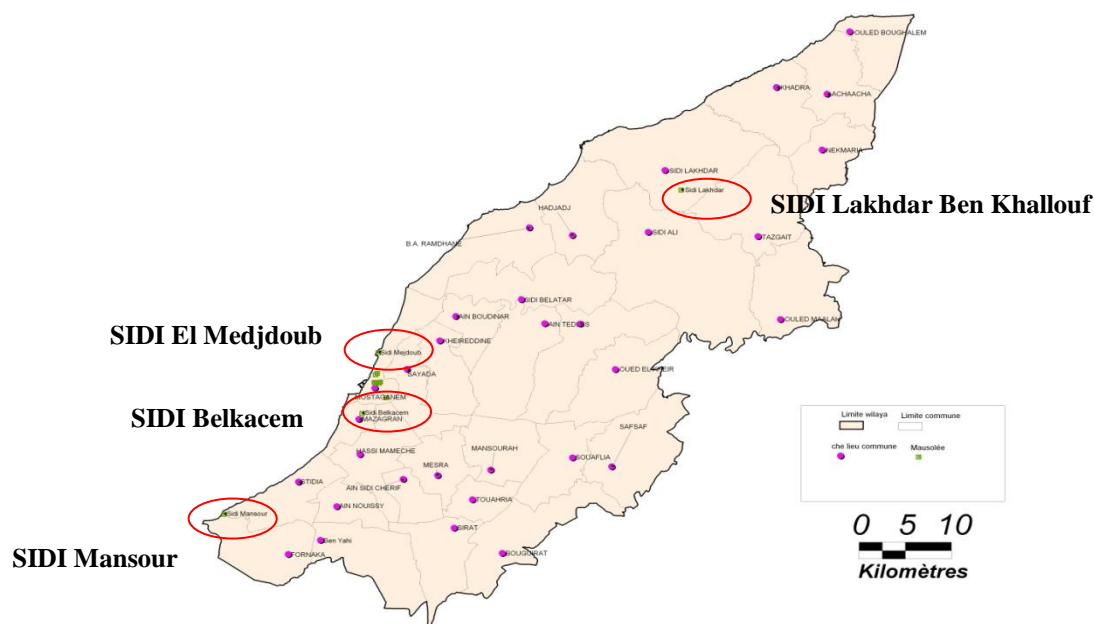 OULED BOUGHALEM
KHADRA
ACHAACHA
NEKMARIA
SIDI LAKHDAR
Sidi Lakhdar
SIDI Lakhdar Ben Khallouf
HADJADJ
B.A. RAMDHANE
SIDI ALI
TAZGAIT
SIDI BELATAR
AIN BOUDINAR
AIN TEDLES
OULED MAALAH
SIDI El Medjdoub
Sidi Mejdoub
KHEIREDDINE
SAYADA
OUED EL KHEIR
MOSTAGANEM
SIDI Belkacem
Sidi Belkacem
MAZAGRAN
SAFSAF
HASSI MAMECHE
MANSOURAH
MESRA
SOUAFLIA
STIDIA
AIN SIDI CHERIF
TOUAHRIA
AIN NOUISSY
Sidi Mansour
SIDI Mansour
SIRAT
Ben Yahi
FORNAKA
BOUGUIRAT
Limite wilaya
Limite commune
che lieu commune
Mausolée
0 5 10
Kilomètres